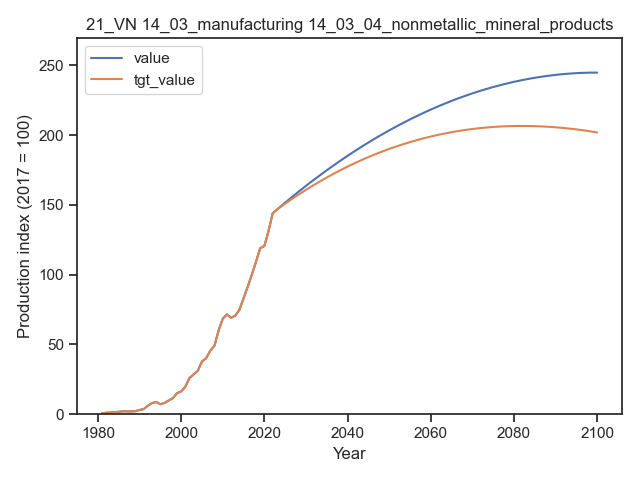 21_VN 14_03_manufacturing 14_03_04_nonmetallic_mineral_products
value
tgt_value
Production index (2017 = 100)
250
200
150
100
50
0
1980 2000 2020 2040 2060 2080 2100
Year